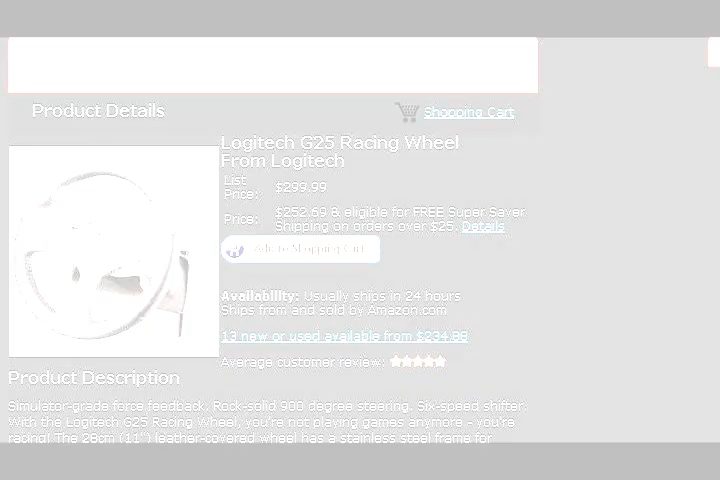 Product Details
Shopping Cart
Logitech G25 Racing Wheel
From Logitech
List
Price: $299.99
Price: $252.69 & eligible for FREE Super Saver
Shipping on orders over $25. Details
Add to Shopping Cart
Availability: Usually ships in 24 hours
Ships from and sold by Amazon.com
13 new or used available from $234.88
Average customer review:
Product Description
Simulator-grade force feedback. Rock-solid 900 degree steering. Six-speed shifter.
With the Logitech G25 Racing Wheel, you're not playing games anymore - you're
racing! The 28cm (11") leather-covered wheel has a stainless steel frame for